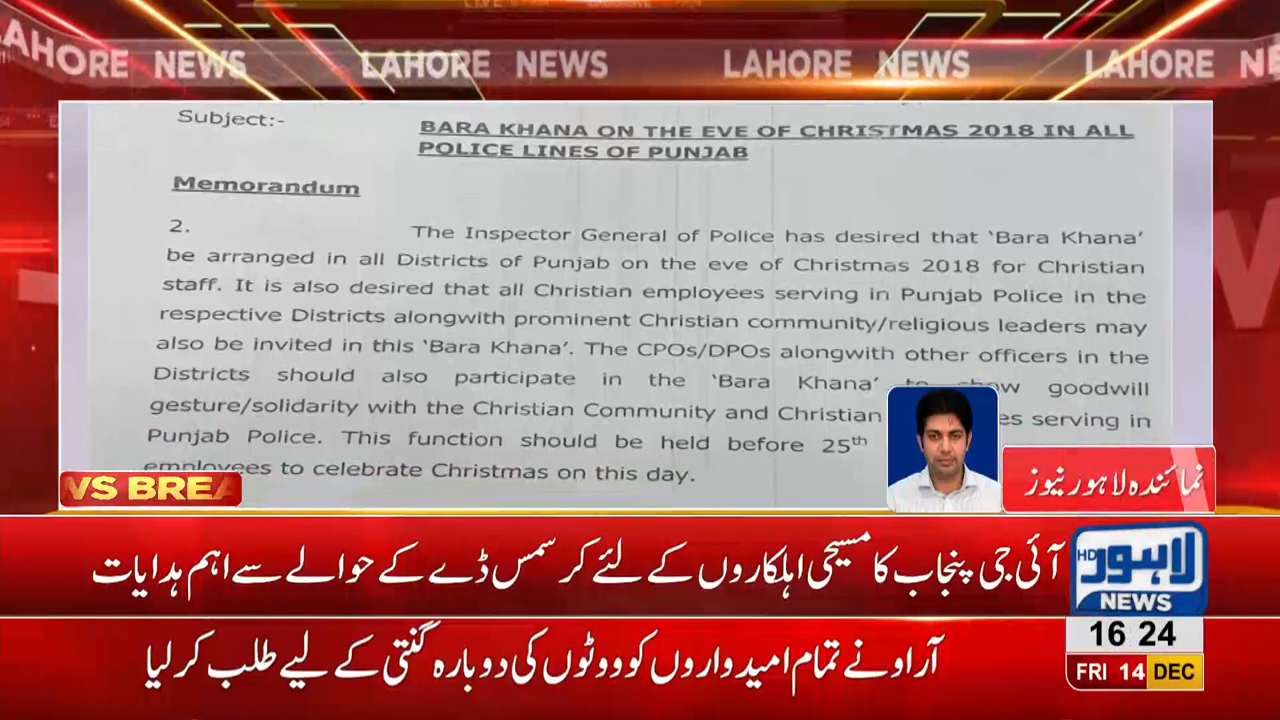 LAHORE NEWS LAHORE NEWS LAHORE NEWS LAHORE
Subject:-
BARA KHANA ON THE EVE OF CHRISTMAS 2018 IN ALL
POLICE LINES OF PUNJAB
Memorandum
2. The Inspector General of Police has desired that ‘Bara Khana’
be arranged in all Districts of Punjab on the eve of Christmas 2018 for Christian
staff. It is also desired that all Christian employees serving in Punjab Police in the
respective Districts alongwith prominent Christian community/religious leaders may
also be invited in this ‘Bara Khana’. The CPOs/DPOs alongwith other officers in the
Districts should also participate in the ‘Bara Khana’ to show goodwill
gesture/solidarity with the Christian Community and Christian es serving in
Punjab Police. This function should be held before 25th
employees to celebrate Christmas on this day.
نمائندہ لاہور نیوز
WS BREA
آئی جی پنجاب کا مسیحی اہلکاروں کے لئے کرسمس ڈے کے حوالے سے اہم ہدایات
لاہور HD
NEWS
آر او نے تمام امیدواروں کو ووٹوں کی دوبارہ گنتی کے لیے طلب کر لیا
16 24
FRI 14 DEC